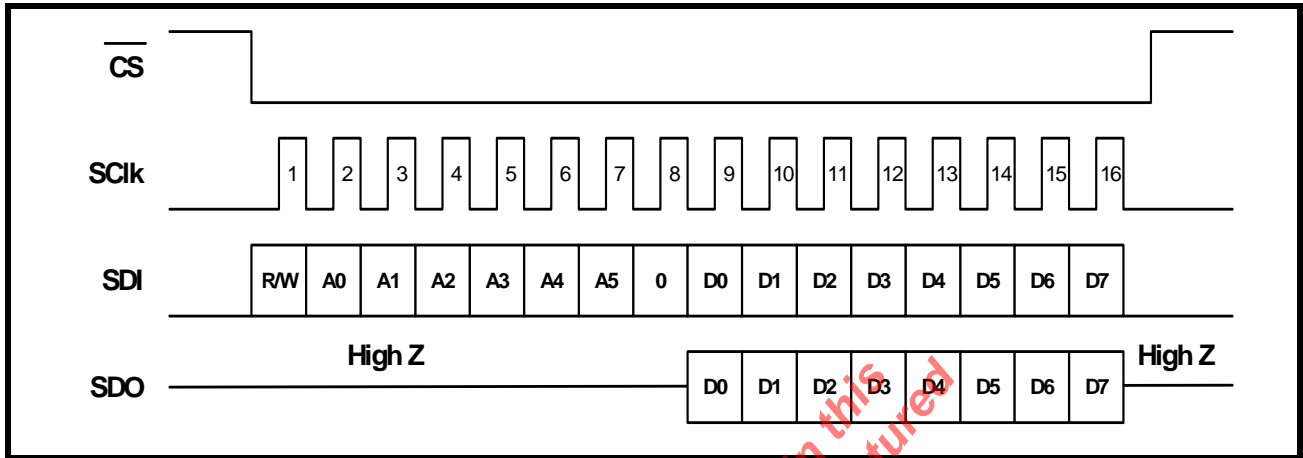 CS
SClk 1 2 3 4 5 6 7 8 9 10 11 12 13 14 15 16
SDI R/W A0 A1 A2 A3 A4 A5 0 D0 D1 D2 D3 D4 D5 D6 D7
High Z High Z
SDO D0 D1 D2 D3 D4 D5 D6 D7
in this